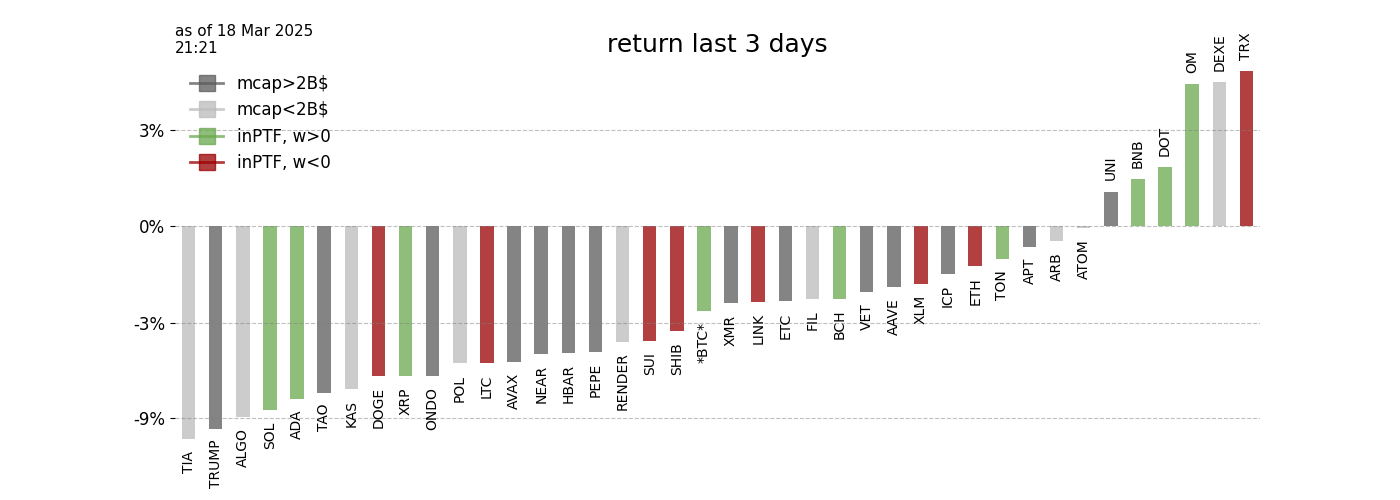 as of 18 Mar 2025
21:21
return last 3 days
mcap>2B$
mcap<2B$
inPTF, w>0
inPTF, w<0
3%
0%
-3%
-9%
TIA
TRUMP
ALGO
SOL
ADA
TAO
KAS
DOGE
XRP
ONDO
POL
LTC
AVAX
NEAR
HBAR
PEPE
RENDER
SUI
SHIB
*BTC*
XMR
LINK
ETC
FIL
BCH
VET
AAVE
XLM
ICP
ETH
TON
APT
ARB
ATOM
UNI
BNB
DOT
OM
DEXE
TRX